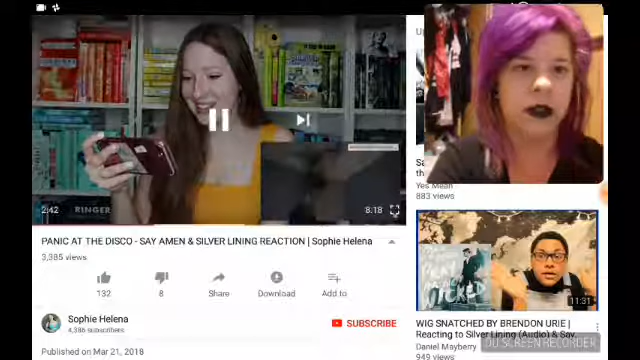 2:42
8:18
RINGER
PANIC AT THE DISCO - SAY AMEN & SILVER LINING REACTION | Sophie Helena
3,385 views
132
8
Share
Download
Add to
Sophie Helena
4,386 subscribers
SUBSCRIBE
Published on Mar 21, 2018
Yes Mean
883 views
11:31
WIG SNATCHED BY BRENDON URIE |
Reacting to Silver Lining (Audio) & Say
Daniel Mayberry
949 views
DU SCREEN RECORDER